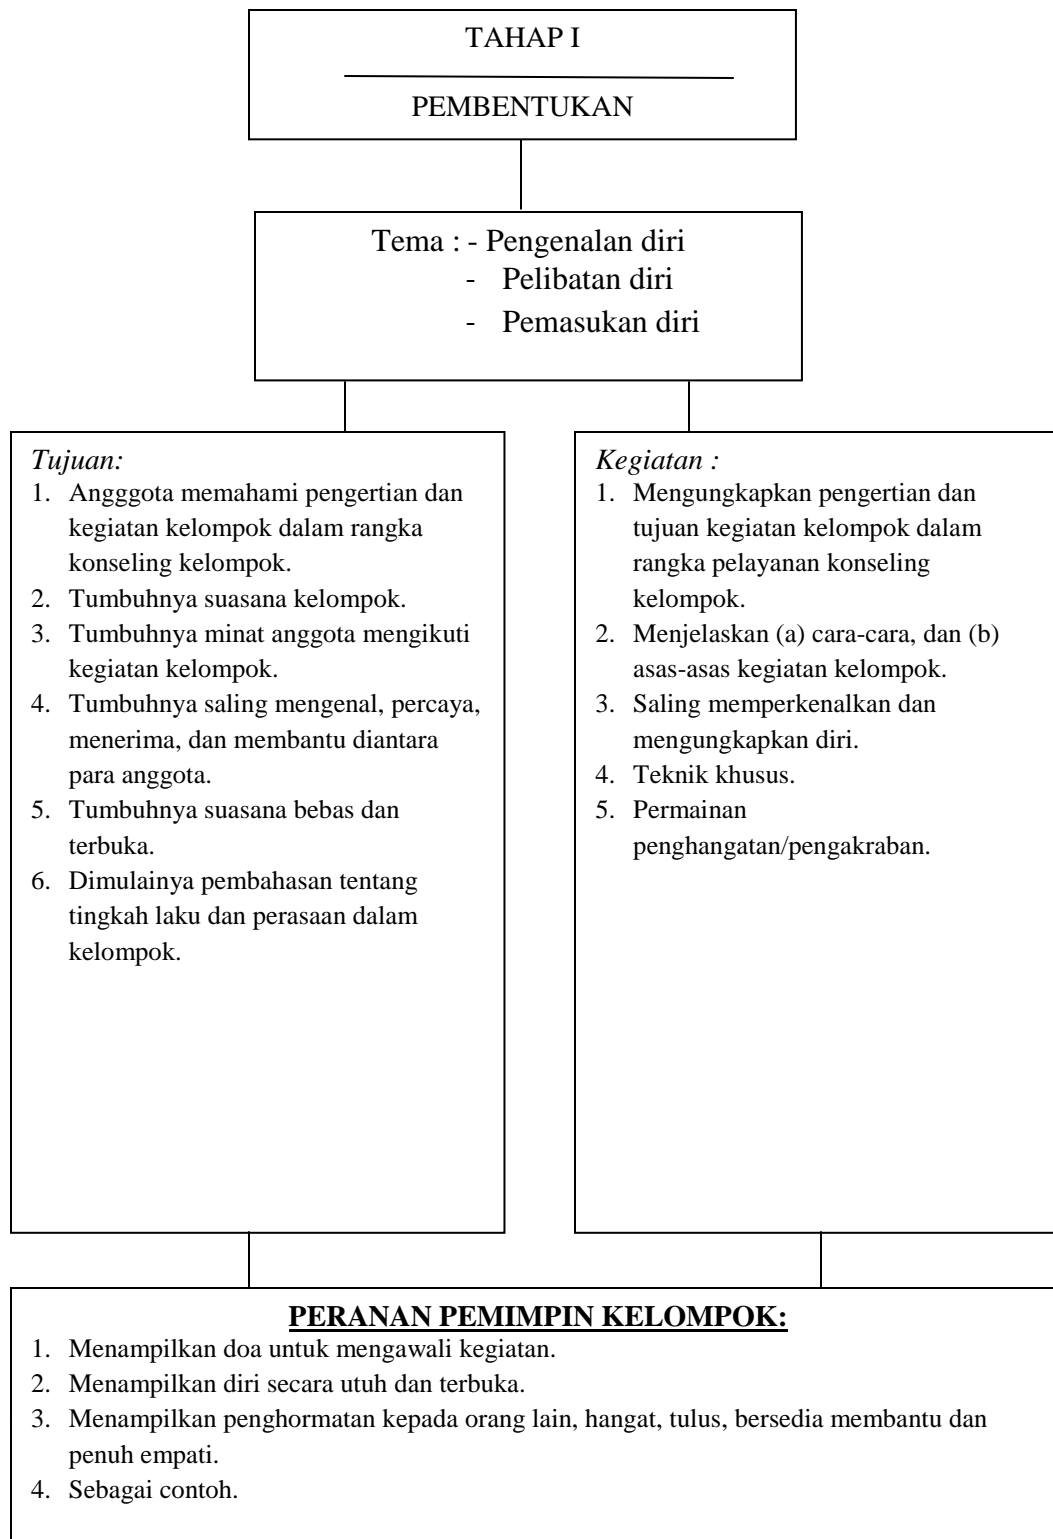 TAHAP I
PEMBENTUKAN
Tema : - Pengenalan diri
- Pelibatan diri
- Pemasukan diri
Tujuan:
1. Angggota memahami pengertian dan
kegiatan kelompok dalam rangka
konseling kelompok.
2. Tumbuhnya suasana kelompok.
3. Tumbuhnya minat anggota mengikuti
kegiatan kelompok.
4. Tumbuhnya saling mengenal, percaya,
menerima, dan membantu diantara
para anggota.
5. Tumbuhnya suasana bebas dan
terbuka.
6. Dimulainya pembahasan tentang
tingkah laku dan perasaan dalam
kelompok.
Kegiatan :
1. Mengungkapkan pengertian dan
tujuan kegiatan kelompok dalam
rangka pelayanan konseling
kelompok.
2. Menjelaskan (a) cara-cara, dan (b)
asas-asas kegiatan kelompok.
3. Saling memperkenalkan dan
mengungkapkan diri.
4. Teknik khusus.
5. Permainan
penghangatan/pengakraban.
PERANAN PEMIMPIN KELOMPOK:
1. Menampilkan doa untuk mengawali kegiatan.
2. Menampilkan diri secara utuh dan terbuka.
3. Menampilkan penghormatan kepada orang lain, hangat, tulus, bersedia membantu dan
penuh empati.
4. Sebagai contoh.